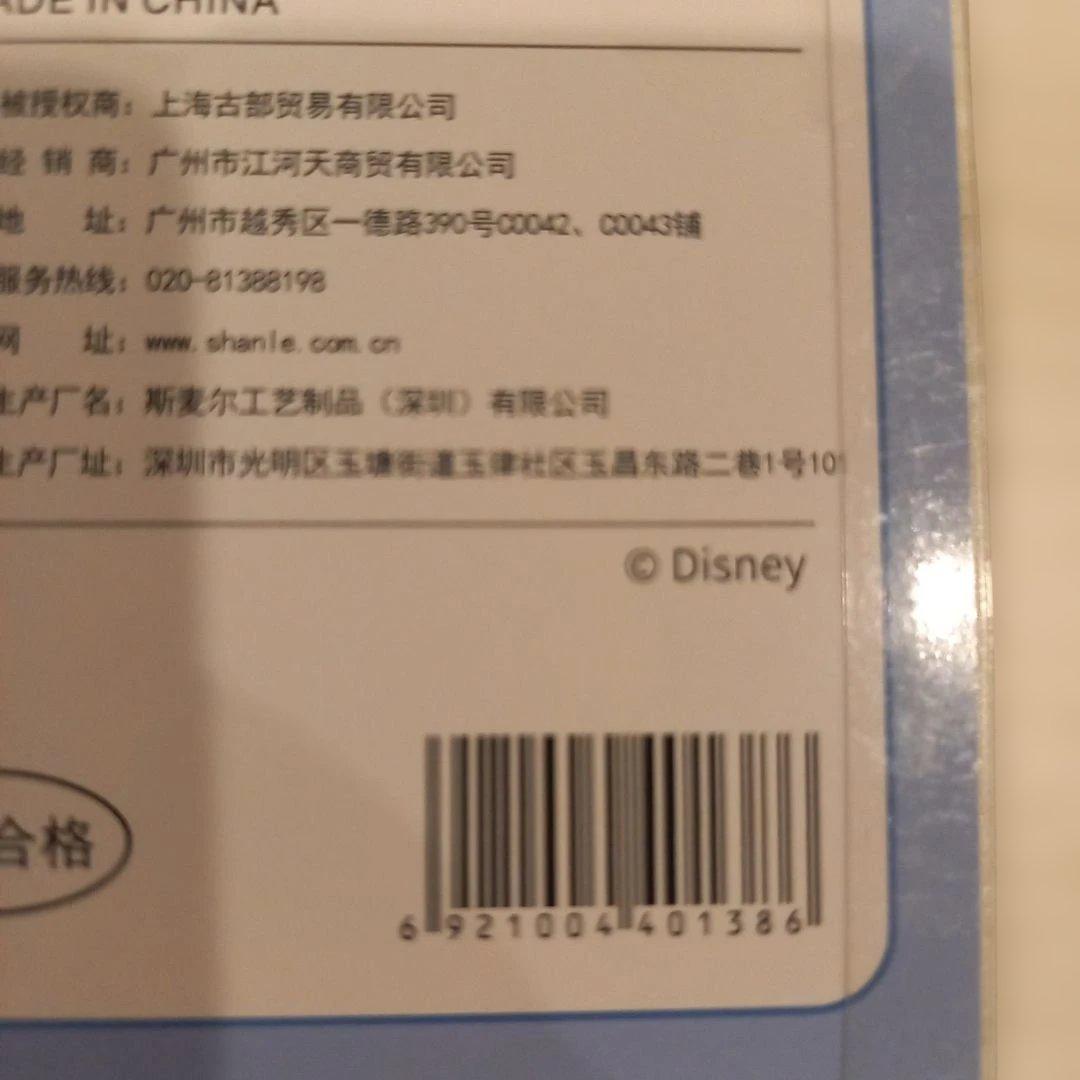 MADE IN CHINA
被授权商：上海古部贸易有限公司
经 销 商：广州市江河天商贸有限公司
地 址：广州市越秀区一德路390号C0042、C0043铺
服务热线：020-81388198
网 址：www.shanle.com.cn
生产厂名：斯麦尔工艺制品（深圳）有限公司
生产厂址：深圳市光明区玉塘街道玉律社区玉昌东路二巷1号101
© Disney
合格
6 921004 401386